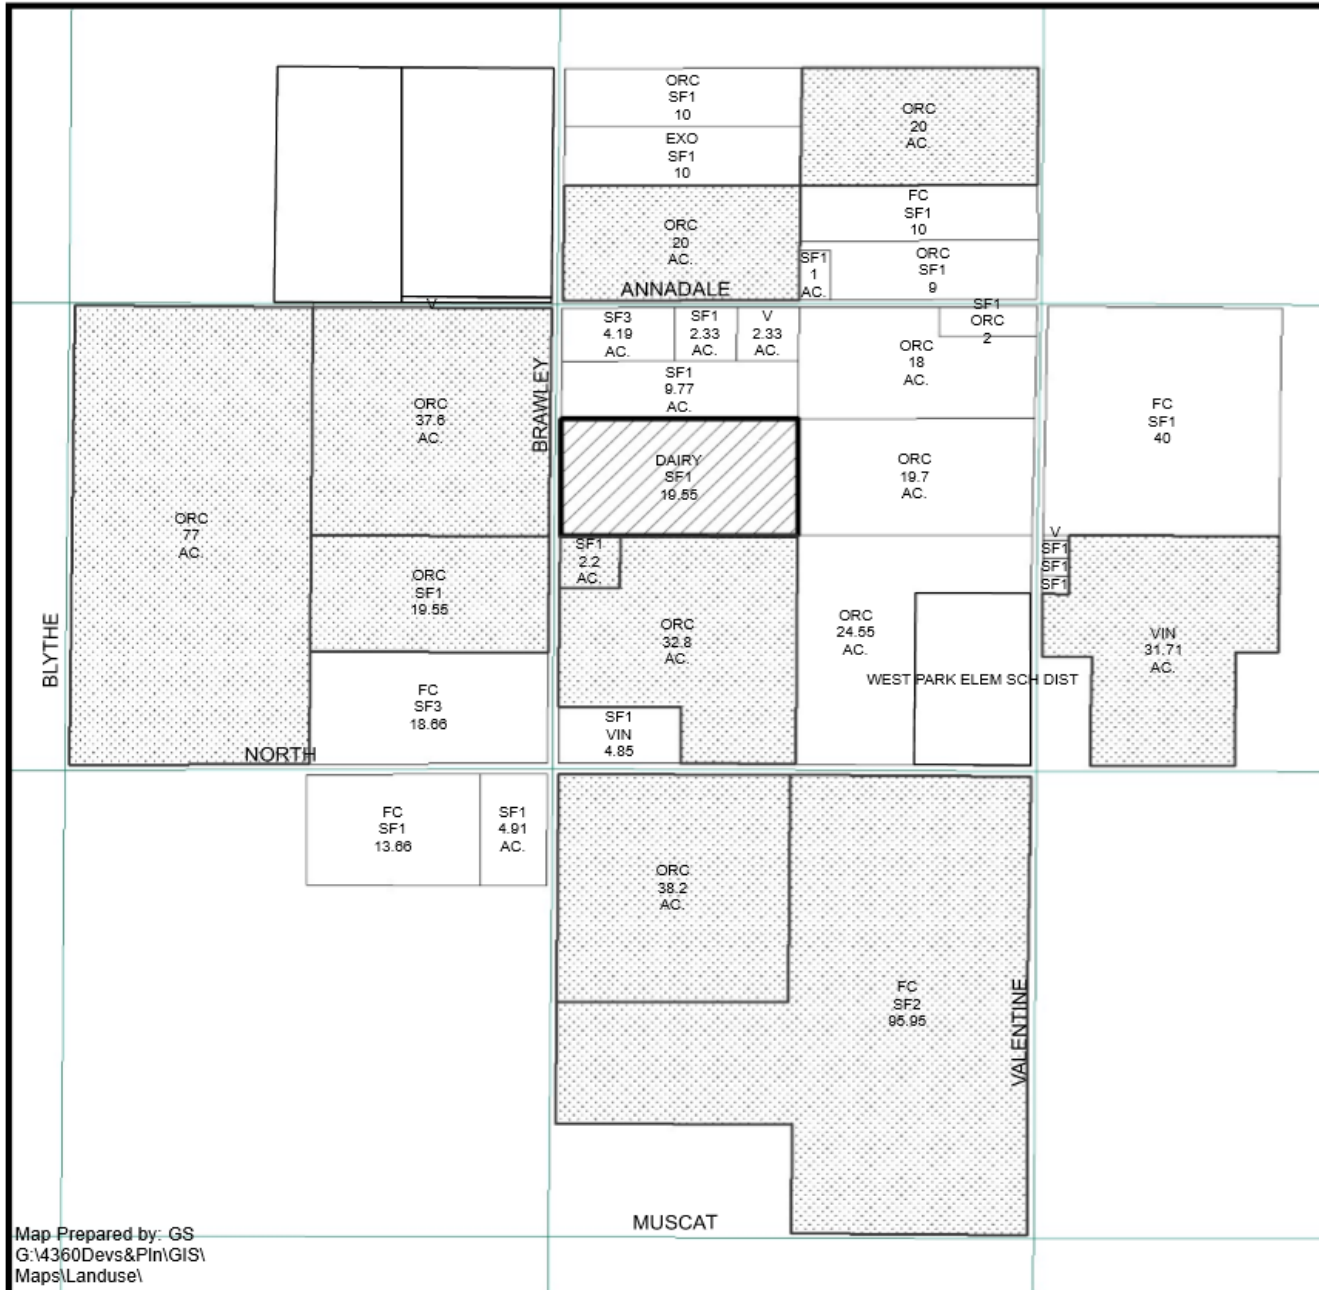 ORC
SF1
10
ORC
20
AC.
EXO
SF1
10
FC
SF1
10
ORC
20
AC.
SF1
1
AC.
ORC
SF1
9
ANNADALE
V
SF3
4.19
AC.
SF1
2.33
AC.
V
2.33
AC.
SF1
ORC
2
ORC
18
AC.
SF1
9.77
AC.
BRAWLEY
ORC
37.6
AC.
FC
SF1
40
DAIRY
SF1
19.55
ORC
19.7
AC.
ORC
77
AC.
V
SF1
SF1
SF1
SF1
2.2
AC.
ORC
SF1
19.55
BLYTHE
ORC
32.8
AC.
ORC
24.55
AC.
VIN
31.71
AC.
WEST PARK ELEM SCH DIST
FC
SF3
18.66
SF1
VIN
4.85
NORTH
FC
SF1
13.66
SF1
4.91
AC.
ORC
38.2
AC.
FC
SF2
95.95
VALENTINE
MUSCAT
Map Prepared by: GS
G:\4360Devs&Pln\GIS\
Maps\Landuse\